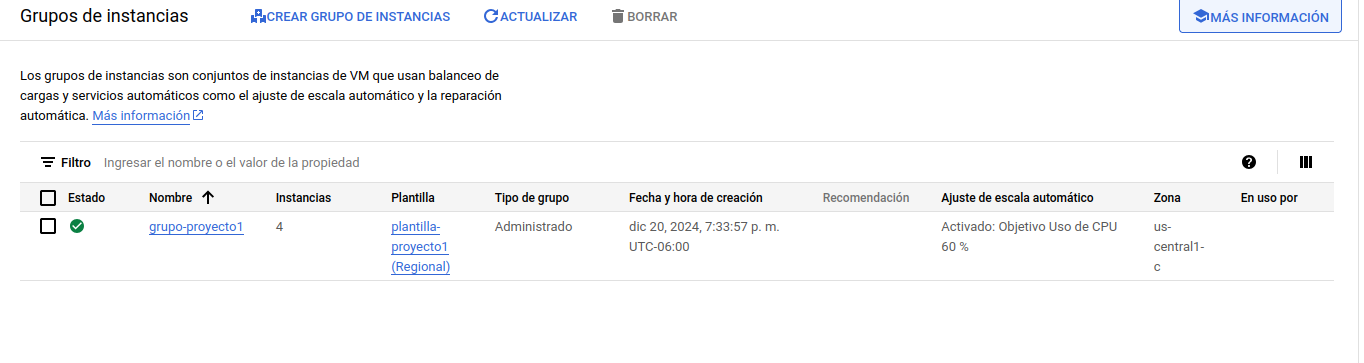 Grupos de instancias
CREAR GRUPO DE INSTANCIAS
ACTUALIZAR
BORRAR
MÁS INFORMACIÓN
Los grupos de instancias son conjuntos de instancias de VM que usan balanceo de
cargas y servicios automáticos como el ajuste de escala automático y la reparación
automática. Más información
Filtro Ingresar el nombre o el valor de la propiedad
Estado Nombre Instancias Plantilla Tipo de grupo Fecha y hora de creación Recomendación Ajuste de escala automático Zona En uso por
grupo-proyecto1 4 plantilla- Administrado dic 20, 2024, 7:33:57 p. m. Activado: Objetivo Uso de CPU us-
proyecto1 UTC-06:00 60 % central1-
(Regional) c